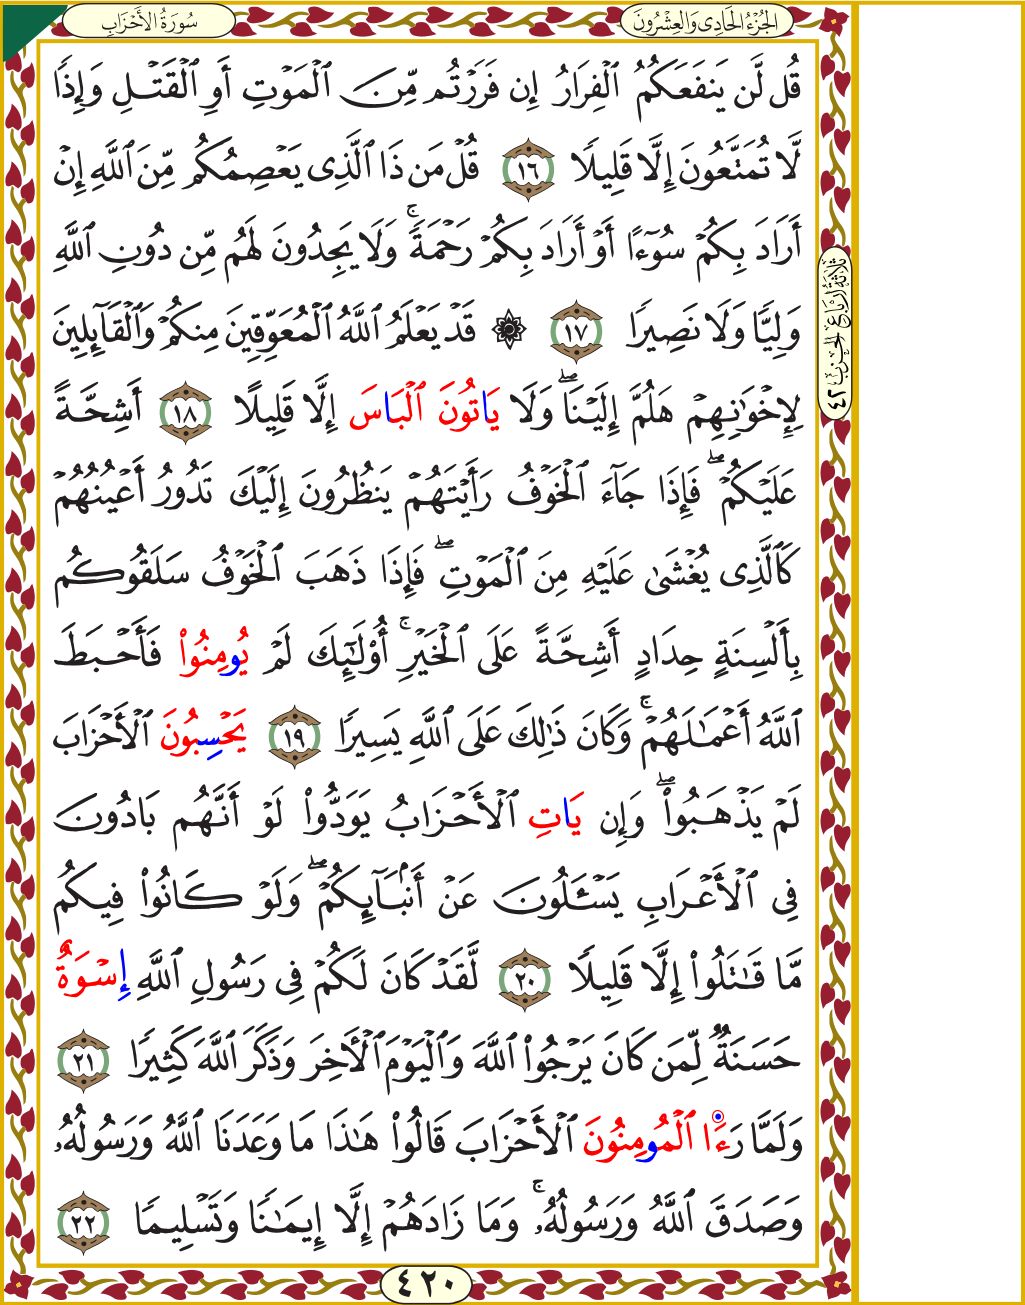 الجُزْءُ الحَادِى وَالعِشْرُونَ
سُورَةُ الأَحْزَابِ
قُل لَّن يَنفَعَكُمُ ٱلْفِرَارُ إِن فَرَرْتُم مِّنَ ٱلْمَوْتِ أَوِ ٱلْقَتْلِ وَإِذًا
لَّا تُمَتَّعُونَ إِلَّا قَلِيلًا ١٦ قُلْ مَن ذَا ٱلَّذِى يَعْصِمُكُم مِّنَ ٱللَّهِ إِنْ
أَرَادَ بِكُمْ سُوٓءًا أَوْ أَرَادَ بِكُمْ رَحْمَةًۚ وَلَا يَجِدُونَ لَهُم مِّن دُونِ ٱللَّهِ
وَلِيًّا وَلَا نَصِيرًا ١٧ ۞ قَدْ يَعْلَمُ ٱللَّهُ ٱلْمُعَوِّقِينَ مِنكُمْ وَٱلْقَآئِلِينَ
لِإِخْوَٰنِهِمْ هَلُمَّ إِلَيْنَاۖ وَلَا يَاتُونَ ٱلْبَاسَ إِلَّا قَلِيلًا ١٨ أَشِحَّةً
عَلَيْكُمْۖ فَإِذَا جَآءَ ٱلْخَوْفُ رَأَيْتَهُمْ يَنظُرُونَ إِلَيْكَ تَدُورُ أَعْيُنُهُمْ
كَٱلَّذِى يُغْشَىٰ عَلَيْهِ مِنَ ٱلْمَوْتِۖ فَإِذَا ذَهَبَ ٱلْخَوْفُ سَلَقُوكُم
بِأَلْسِنَةٍ حِدَادٍ أَشِحَّةً عَلَى ٱلْخَيْرِۚ أُو۟لَٰٓئِكَ لَمْ يُومِنُوا۟ فَأَحْبَطَ
ٱللَّهُ أَعْمَٰلَهُمْۚ وَكَانَ ذَٰلِكَ عَلَى ٱللَّهِ يَسِيرًا ١٩ يَحْسِبُونَ ٱلْأَحْزَابَ
لَمْ يَذْهَبُوا۟ۖ وَإِن يَاتِ ٱلْأَحْزَابُ يَوَدُّوا۟ لَوْ أَنَّهُم بَادُونَ
فِى ٱلْأَعْرَابِ يَسْـَٔلُونَ عَنْ أَنۢبَآئِكُمْۖ وَلَوْ كَانُوا۟ فِيكُم
مَّا قَٰتَلُوٓا۟ إِلَّا قَلِيلًا ٢٠ لَّقَدْ كَانَ لَكُمْ فِى رَسُولِ ٱللَّهِ إِسْوَةٌ
حَسَنَةٌ لِّمَن كَانَ يَرْجُوا۟ ٱللَّهَ وَٱلْيَوْمَ ٱلْأَخِرَ وَذَكَرَ ٱللَّهَ كَثِيرًا ٢١
وَلَمَّا رَءَا ٱلْمُومِنُونَ ٱلْأَحْزَابَ قَالُوا۟ هَٰذَا مَا وَعَدَنَا ٱللَّهُ وَرَسُولُهُۥ
وَصَدَقَ ٱللَّهُ وَرَسُولُهُۥۚ وَمَا زَادَهُمْ إِلَّا إِيمَٰنًا وَتَسْلِيمًا ٢٢
ثلاثة ارباع الحزب ٤٢
٤٢٠